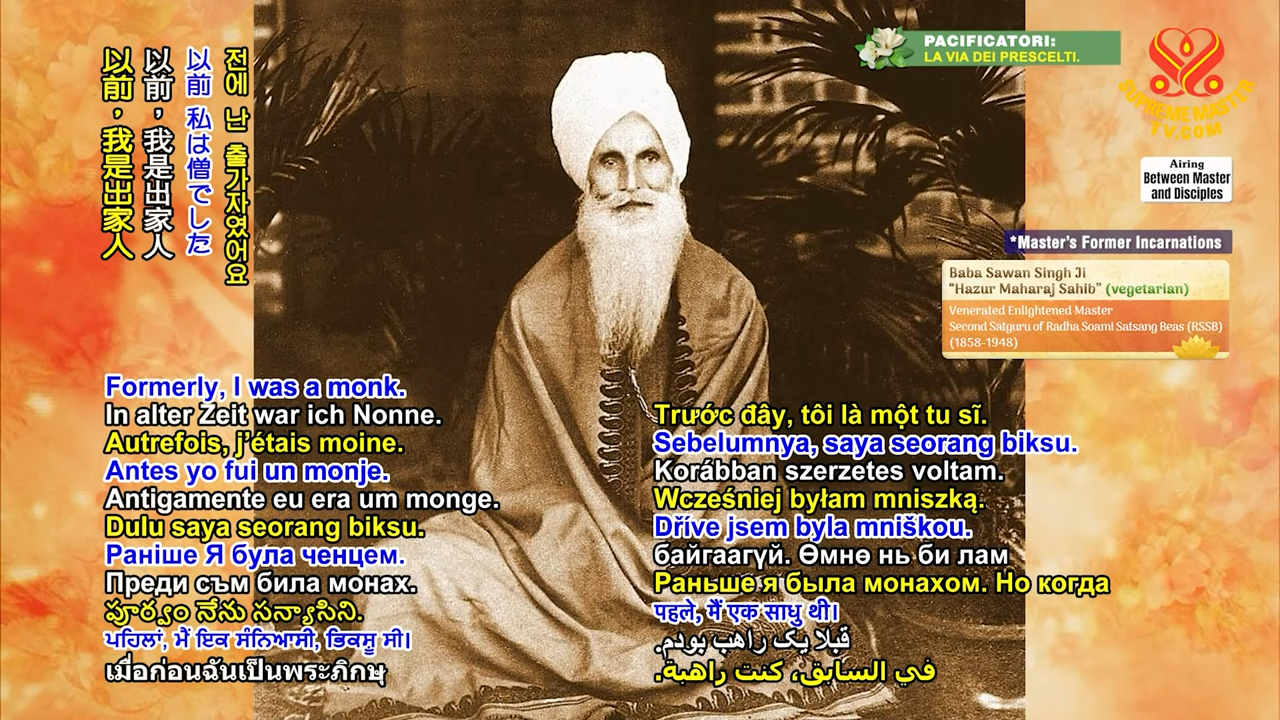 以前，我是出家人
以前，我是出家人
以前 私は僧でした
전에 난 출가자였어요
PACIFICATORI:
LA VIA DEI PRESCELTI.
SUPREME MASTER
TV.COM
Airing
Between Master
and Disciples
*Master's Former Incarnations
Baba Sawan Singh Ji
“Hazur Maharaj Sahib” (vegetarian)
Venerated Enlightened Master
Second Satguru of Radha Soami Satsang Beas (RSSB)
(1858-1948)
Formerly, I was a monk.
In alter Zeit war ich Nonne.
Autrefois, j’étais moine.
Antes yo fui un monje.
Antigamente eu era um monge.
Dulu saya seorang biksu.
Раніше Я була ченцем.
Преди съм била монах.
పూర్వం నేను సన్యాసిని.
ਪਹਿਲਾਂ, ਮੈਂ ਇਕ ਸੰਨਿਆਸੀ, ਭਿਕਸ਼ੂ ਸੀ।
เมื่อก่อนฉันเป็นพระภิกษุ
Trước đây, tôi là một tu sĩ.
Sebelumnya, saya seorang biksu.
Korábban szerzetes voltam.
Wcześniej byłam mniszką.
Dříve jsem byla mniškou.
байгаагүй. Өмнө нь би лам
Раньше я была монахом. Но когда
पहले, मैं एक साधु थी।
قبلا یک راهب بودم.
في السابق، كنت راهبة.